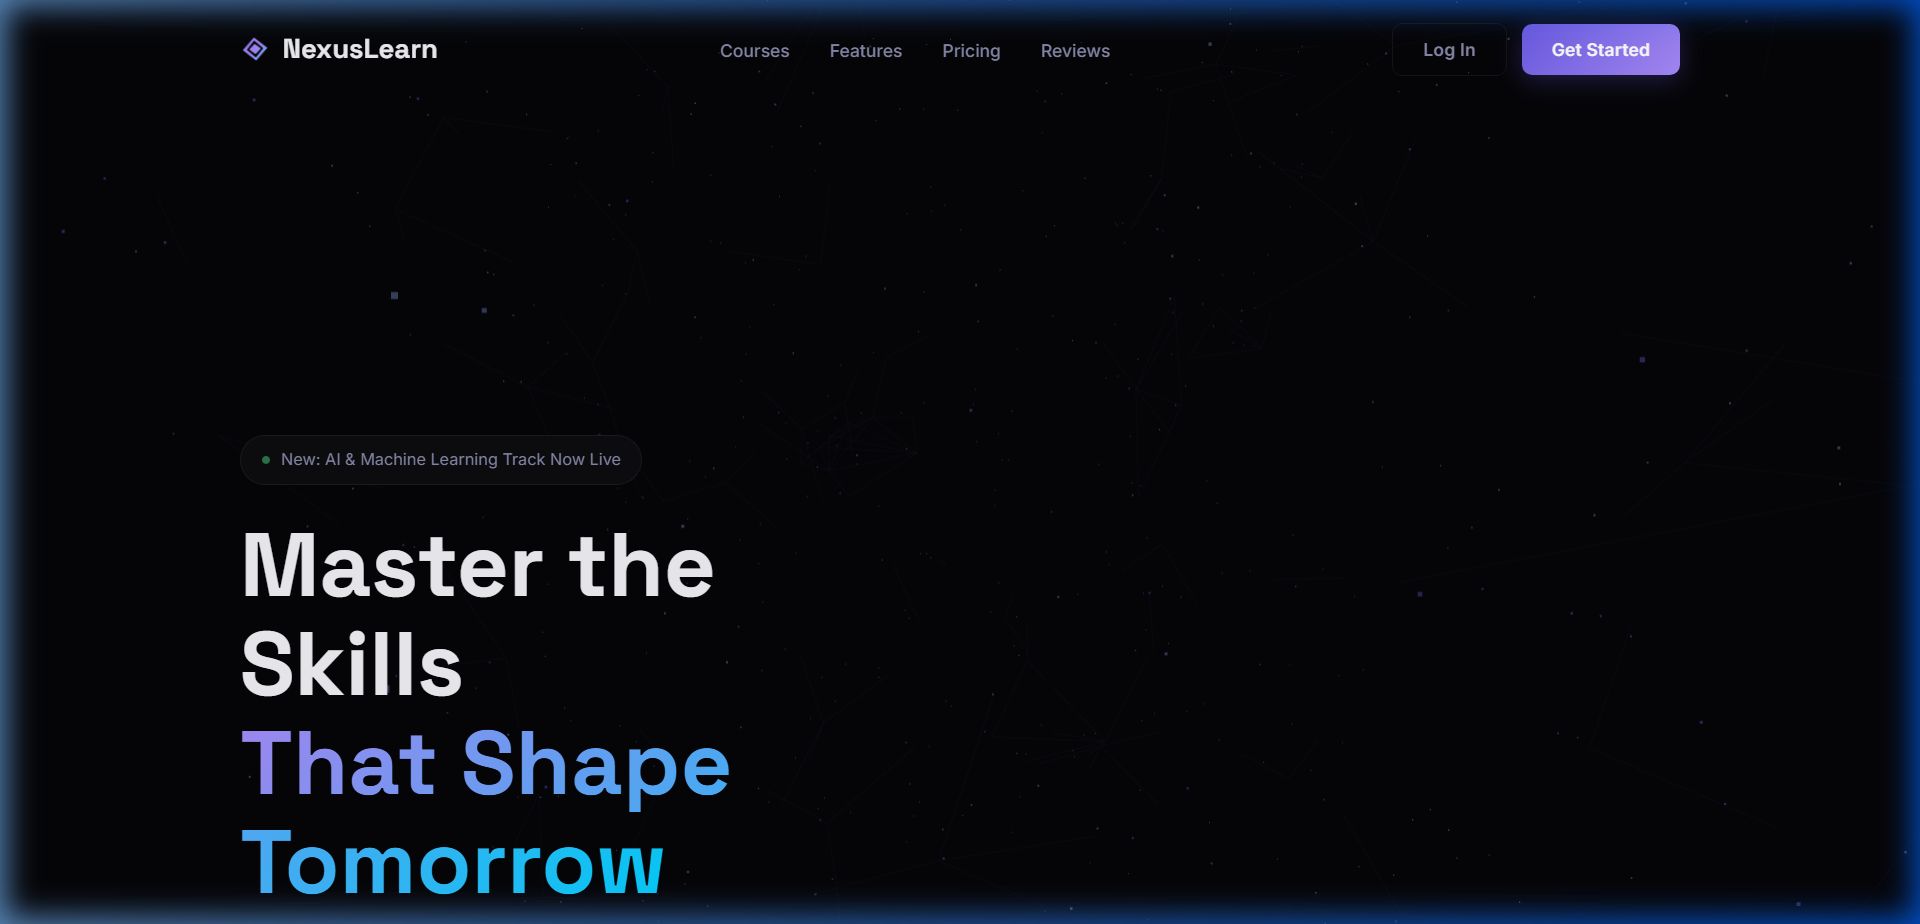 NexusLearn
Courses Features Pricing Reviews
Log In
Get Started
New: AI & Machine Learning Track Now Live
Master the
Skills
That Shape
Tomorrow